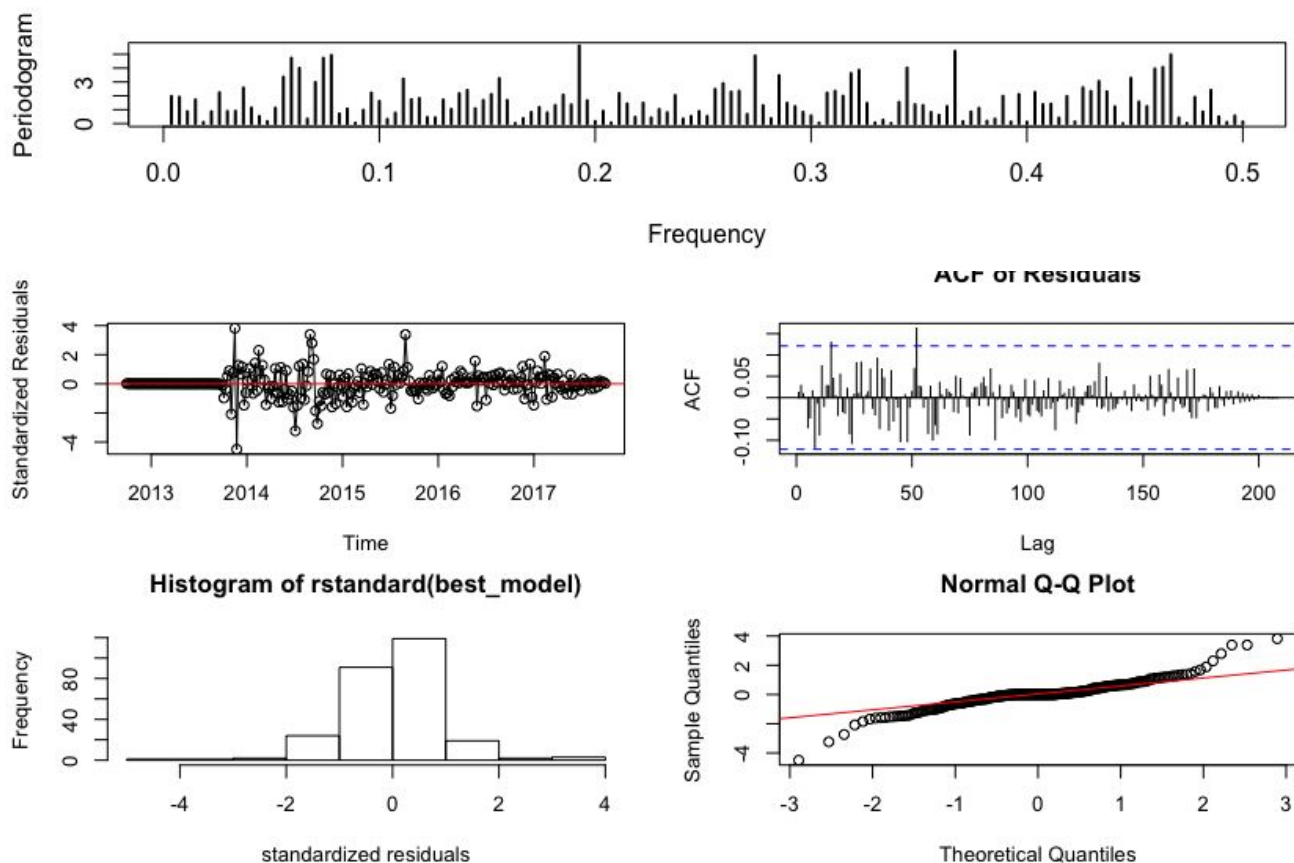 Periodogram
0 3
0.0 0.1 0.2 0.3 0.4 0.5
Frequency
Standardized Residuals
-4 0 2 4
2013 2014 2015 2016 2017
Time
ACF of Residuals
ACF
-0.10 0.05
0 50 100 150 200
Lag
Histogram of rstandard(best_model)
Frequency
0 40 80
-4 -2 0 2 4
standardized residuals
Normal Q-Q Plot
Sample Quantiles
-4 0 2 4
-3 -2 -1 0 1 2 3
Theoretical Quantiles